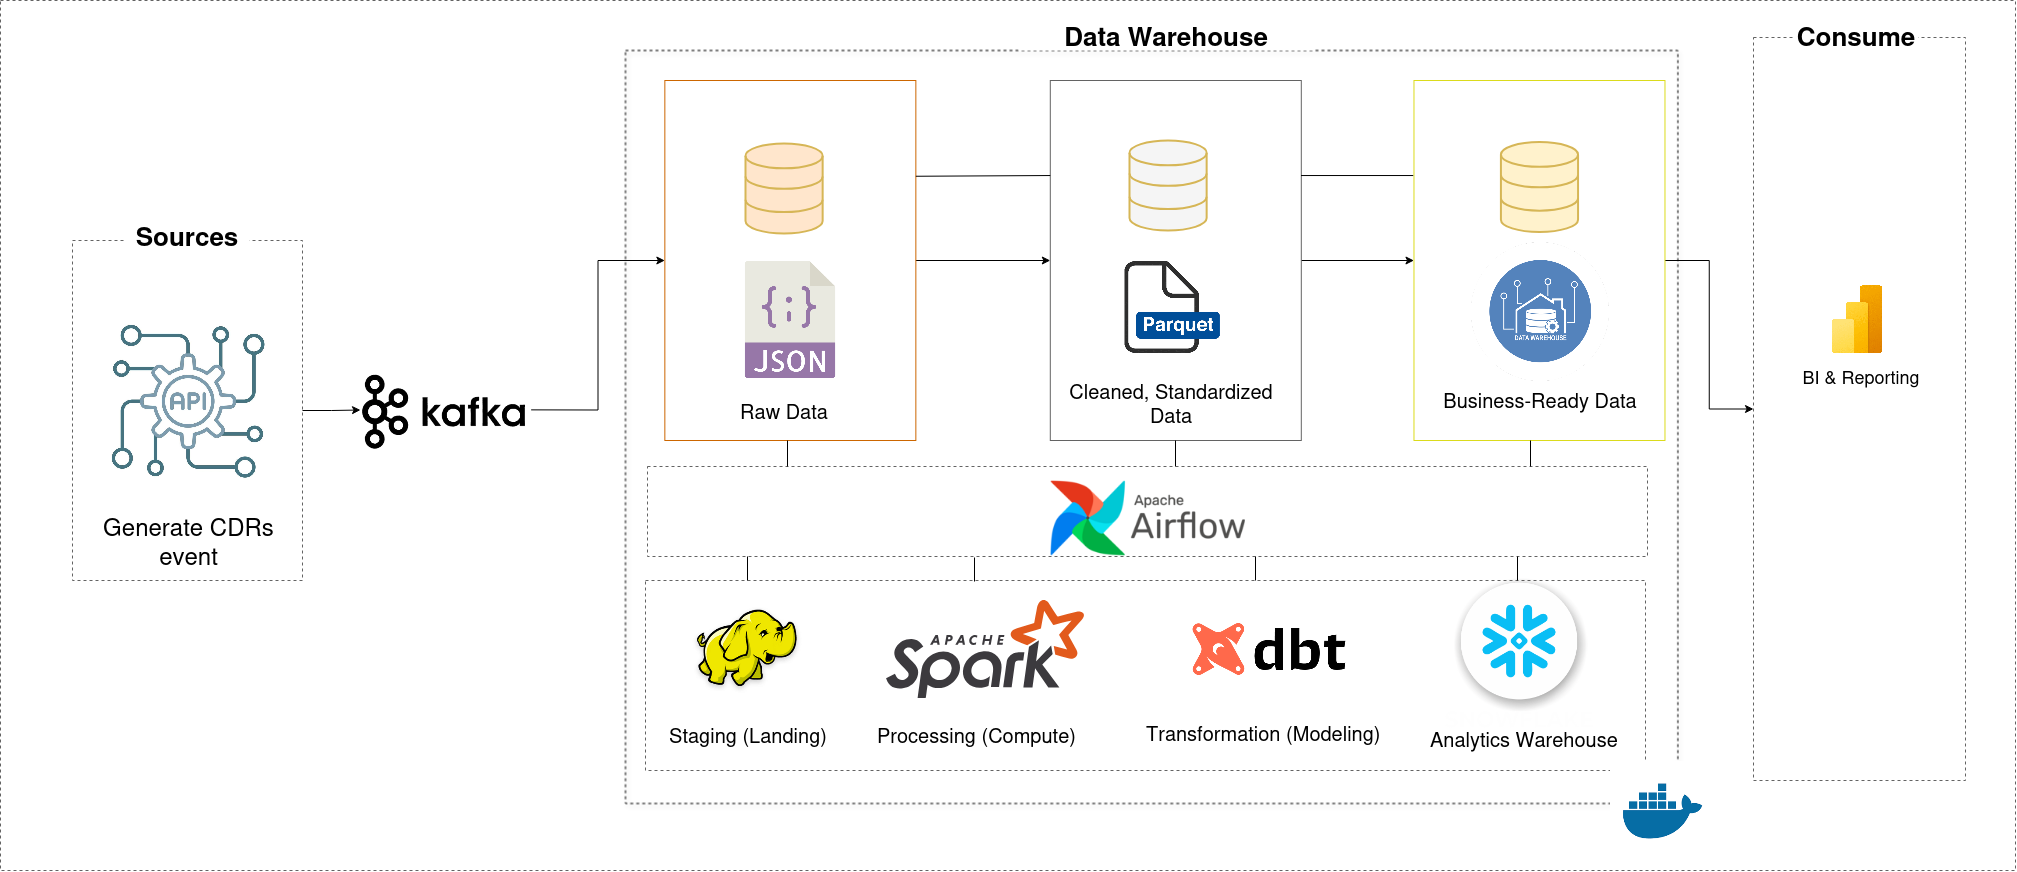 Data Warehouse
Consume
Sources
API
Generate CDRs
event
kafka
{;}
JSON
Raw Data
Parquet
Cleaned, Standardized
Data
DATA WAREHOUSE
Business-Ready Data
BI & Reporting
Apache
Airflow
APACHE
Spark
dbt
Staging (Landing)
Processing (Compute)
Transformation (Modeling)
Analytics Warehouse